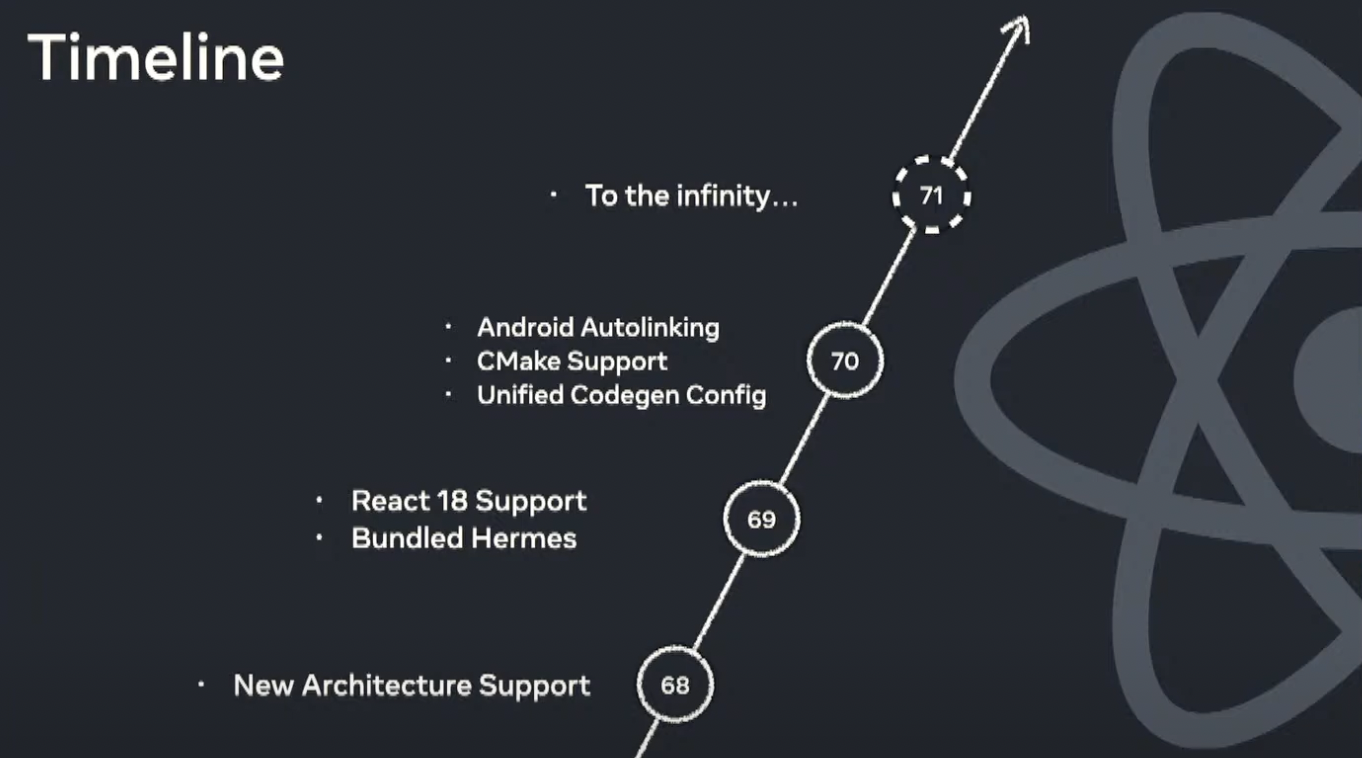 Timeline
· To the infinity... 71
· Android Autolinking
· CMake Support 70
· Unified Codegen Config
· React 18 Support
69
· Bundled Hermes
· New Architecture Support 68